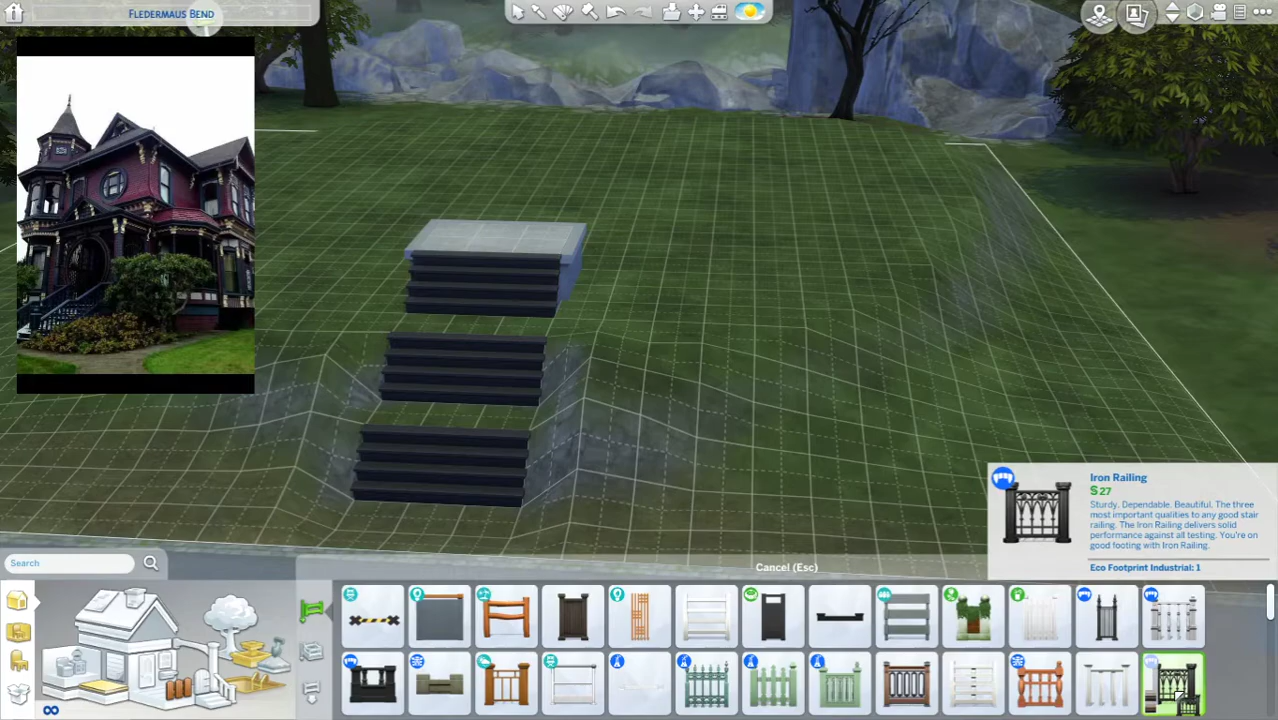 FLEDERMAUS BEND
Iron Railing
$27
Sturdy. Dependable. Beautiful. The three
most important qualities to any good stair
railing. The Iron Railing delivers solid
performance against all testing. You're on
good footing with Iron Railing.
Eco Footprint Industrial: 1
Search
Cancel (Esc)